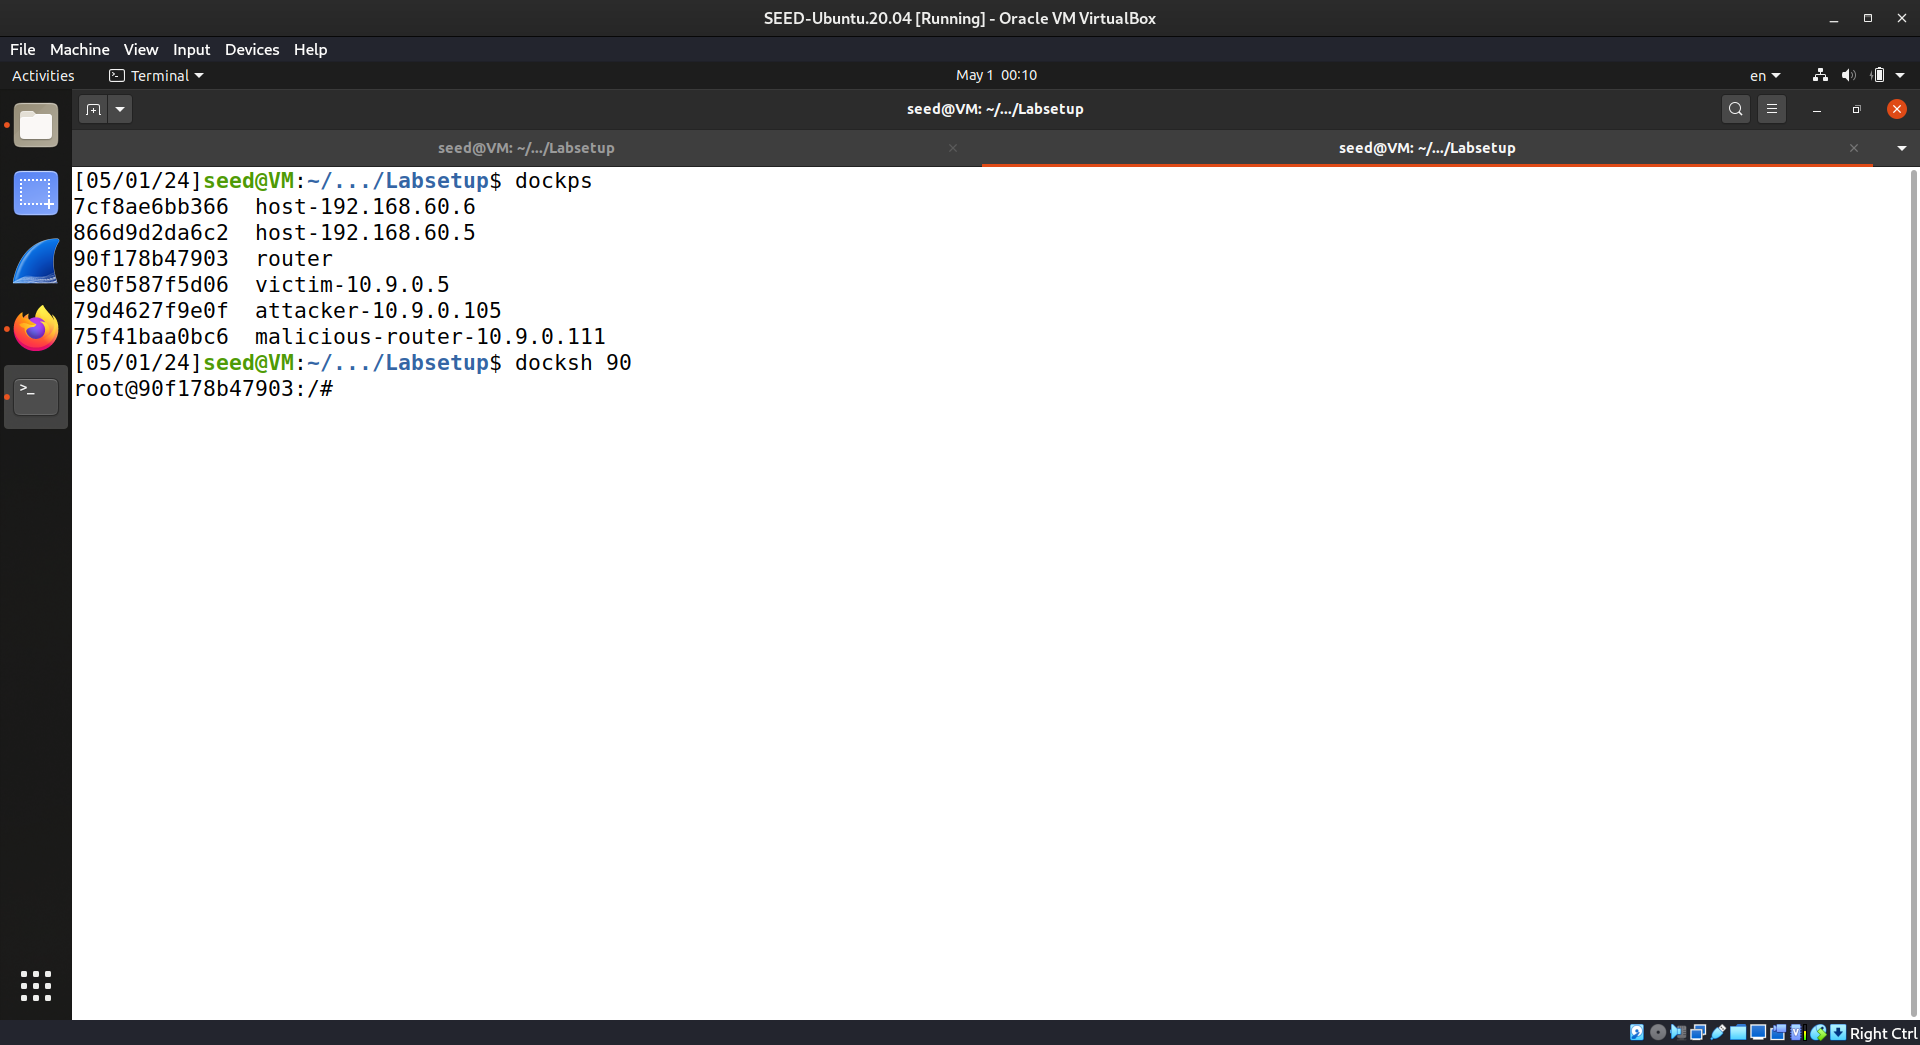 SEED-Ubuntu.20.04 [Running] - Oracle VM VirtualBox
File Machine View Input Devices Help
Activities Terminal May 1 00:10 en
seed@VM: ~/.../Labsetup
seed@VM: ~/.../Labsetup seed@VM: ~/.../Labsetup
[05/01/24]seed@VM:~/.../Labsetup$ dockps
7cf8ae6bb366  host-192.168.60.6
866d9d2da6c2  host-192.168.60.5
90f178b47903  router
e80f587f5d06  victim-10.9.0.5
79d4627f9e0f  attacker-10.9.0.105
75f41baa0bc6  malicious-router-10.9.0.111
[05/01/24]seed@VM:~/.../Labsetup$ docksh 90
root@90f178b47903:/#
Right Ctrl